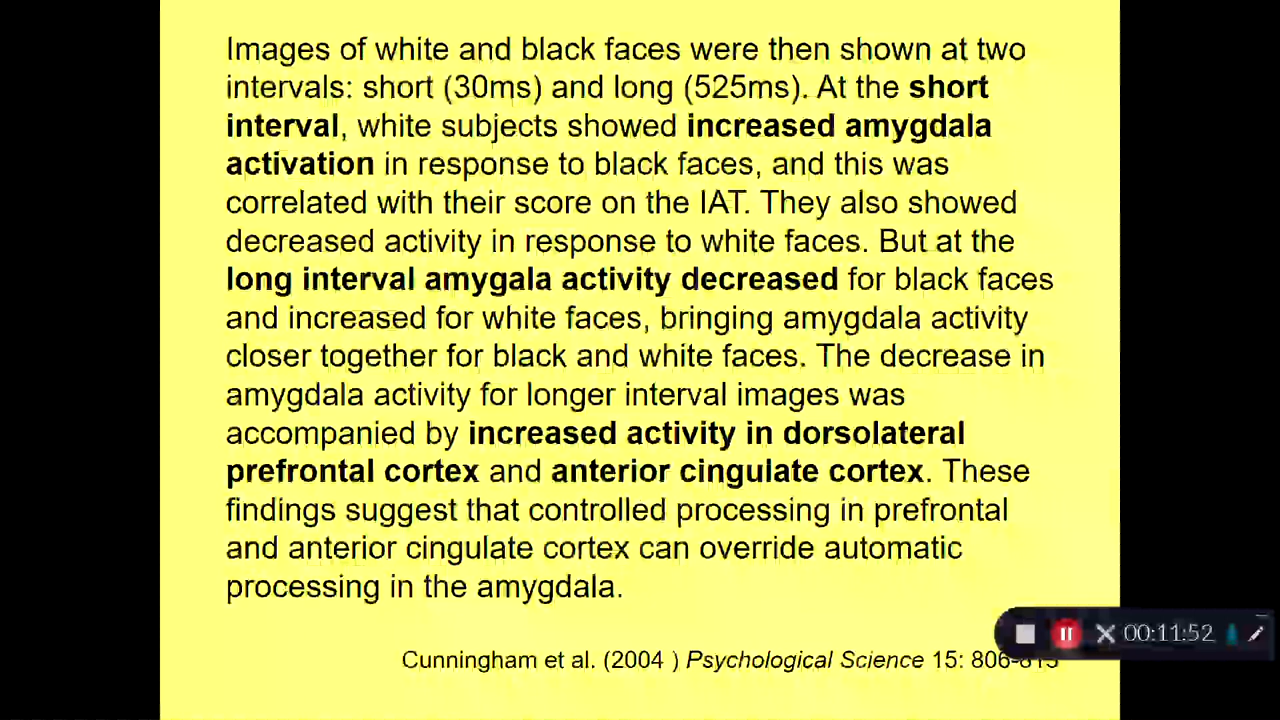 Images of white and black faces were then shown at two
intervals: short (30ms) and long (525ms). At the short
interval, white subjects showed increased amygdala
activation in response to black faces, and this was
correlated with their score on the IAT. They also showed
decreased activity in response to white faces. But at the
long interval amygala activity decreased for black faces
and increased for white faces, bringing amygdala activity
closer together for black and white faces. The decrease in
amygdala activity for longer interval images was
accompanied by increased activity in dorsolateral
prefrontal cortex and anterior cingulate cortex. These
findings suggest that controlled processing in prefrontal
and anterior cingulate cortex can override automatic
processing in the amygdala.
00:11:52
Cunningham et al. (2004 ) Psychological Science 15: